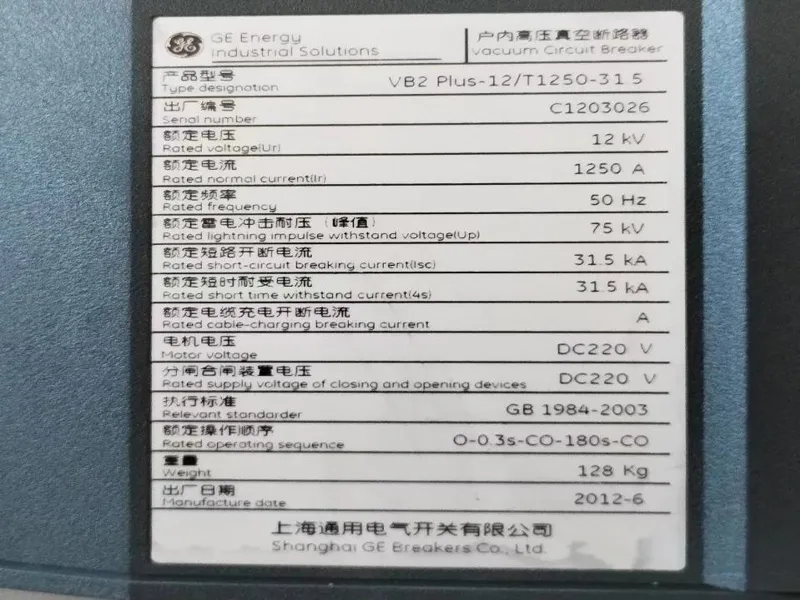 GE Energy
Industrial Solutions
户内高压真空断路器
Vacuum Circuit Breaker
产品型号
Type designation
VB2 Plus-12/T1250-31.5
出厂编号
Serial number
C1203026
额定电压
Rated voltage(Ur)
12 kV
额定电流
Rated normal current(Ir)
1250 A
额定频率
Rated frequency
50 Hz
额定雷电冲击耐压（峰值）
Rated lightning impulse withstand voltage(Up)
75 kV
额定短路开断电流
Rated short-circuit breaking current(Isc)
31.5 kA
额定短时耐受电流
Rated short time withstand current(4s)
31.5 kA
额定电缆充电开断电流
Rated cable-charging breaking current
A
电机电压
Motor voltage
DC220 V
分闸合闸装置电压
Rated supply voltage of closing and opening devices
DC220 V
执行标准
Relevant standarder
GB 1984-2003
额定操作顺序
Rated operating sequence
O-0.3s-CO-180s-CO
重量
Weight
128 Kg
出厂日期
Manufacture date
2012-6
上海通用电气开关有限公司
Shanghai GE Breakers Co., Ltd.